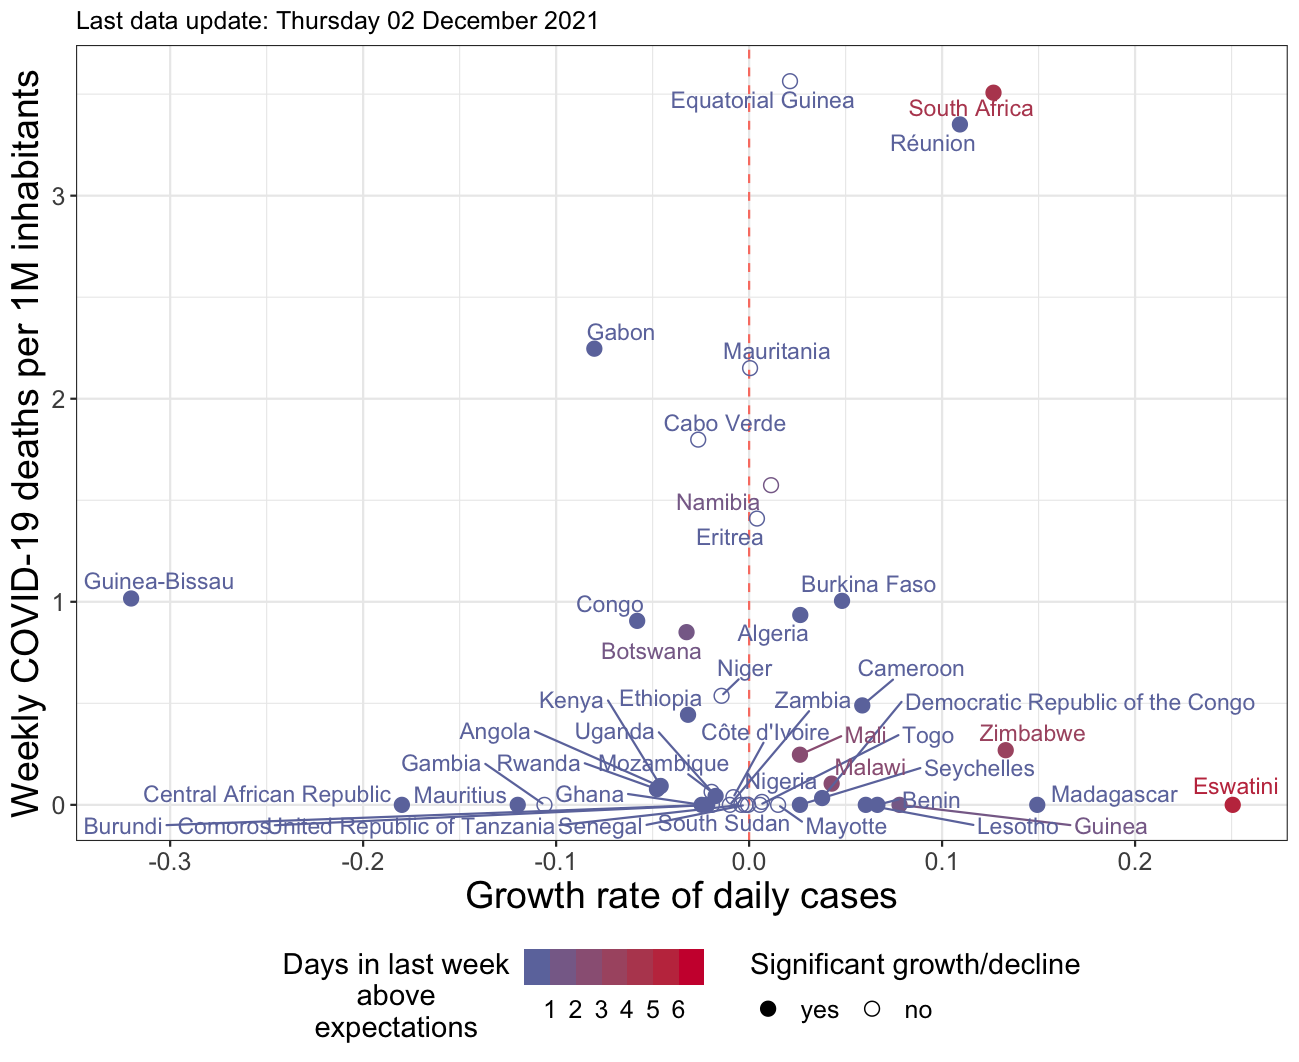 Last data update: Thursday 02 December 2021
Weekly COVID-19 deaths per 1M inhabitants
Equatorial Guinea
South Africa
Réunion
3
Gabon
Mauritania
2
Cabo Verde
Namibia
Eritrea
Guinea-Bissau
Burkina Faso
1
Congo
Algeria
Botswana
Niger
Cameroon
Kenya
Ethiopia
Zambia
Democratic Republic of the Congo
Angola
Uganda
Côte d'Ivoire
Mali
Togo
Zimbabwe
Gambia
Rwanda
Mozambique
Malawi
Seychelles
Nigeria
Eswatini
Central African Republic
Mauritius
Ghana
Benin
Madagascar
0
Burundi
Comoros
United Republic of Tanzania
Senegal
South Sudan
Mayotte
Lesotho
Guinea
-0.3 -0.2 -0.1 0.0 0.1 0.2
Growth rate of daily cases
Days in last week
above
expectations
1 2 3 4 5 6
Significant growth/decline
yes no